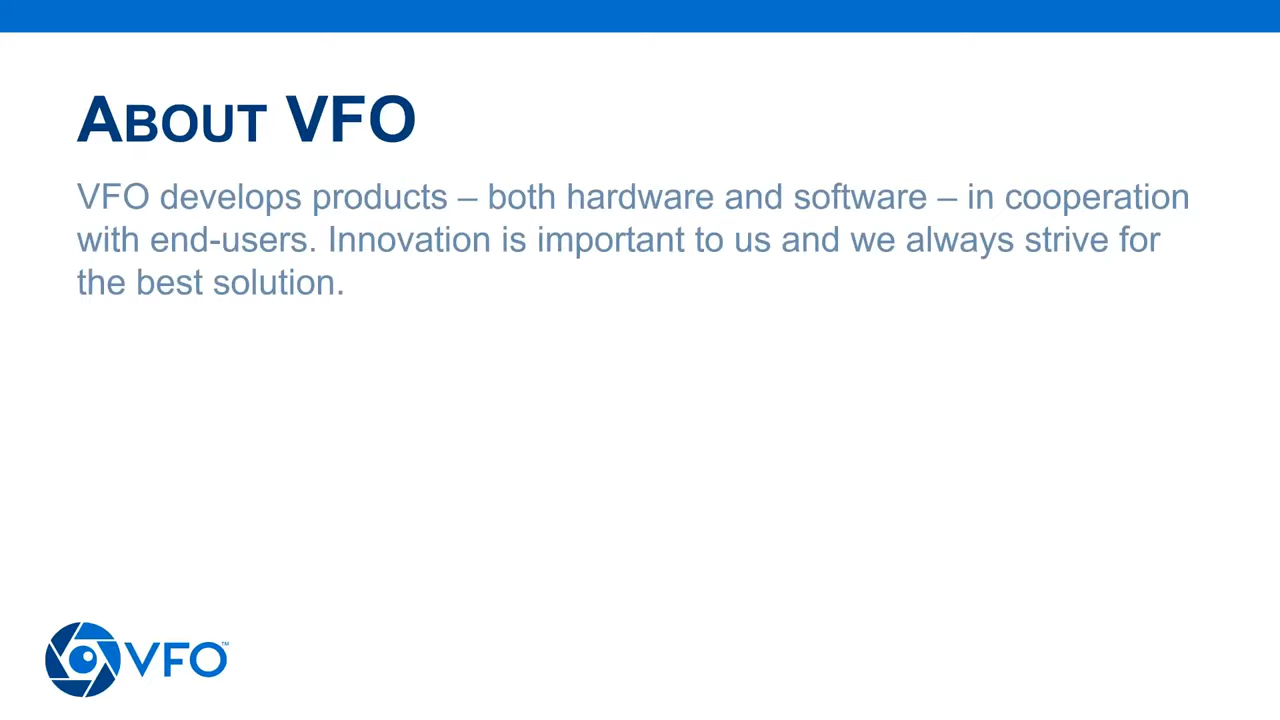 ABOUT VFO
VFO develops products – both hardware and software – in cooperation
with end-users. Innovation is important to us and we always strive for
the best solution.
VFO™